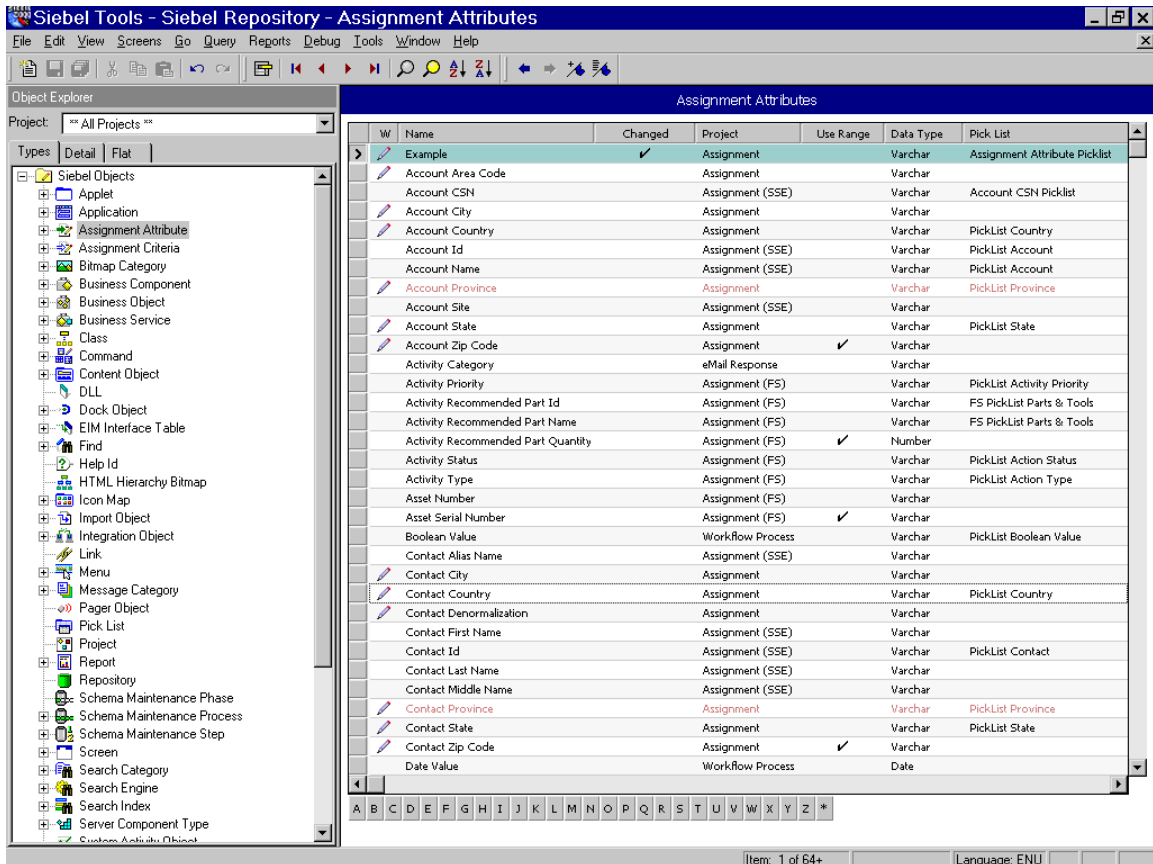 Siebel Tools - Siebel Repository - Assignment Attributes
File Edit View Screens Go Query Reports Debug Tools Window Help
Object Explorer
Project: ** All Projects **
Types Detail Flat
Siebel Objects
Applet
Application
Assignment Attribute
Assignment Criteria
Bitmap Category
Business Component
Business Object
Business Service
Class
Command
Content Object
DLL
Dock Object
EIM Interface Table
Find
Help Id
HTML Hierarchy Bitmap
Icon Map
Import Object
Integration Object
Link
Menu
Message Category
Pager Object
Pick List
Project
Report
Repository
Schema Maintenance Phase
Schema Maintenance Process
Schema Maintenance Step
Screen
Search Category
Search Engine
Search Index
Server Component Type
System Activity Object
Assignment Attributes
W Name Changed Project Use Range Data Type Pick List
Example ✔ Assignment Varchar Assignment Attribute Picklist
Account Area Code Assignment Varchar
Account CSN Assignment (SSE) Varchar Account CSN Picklist
Account City Assignment Varchar
Account Country Assignment Varchar PickList Country
Account Id Assignment (SSE) Varchar PickList Account
Account Name Assignment (SSE) Varchar PickList Account
Account Province Assignment Varchar PickList Province
Account Site Assignment (SSE) Varchar
Account State Assignment Varchar PickList State
Account Zip Code Assignment ✔ Varchar
Activity Category eMail Response Varchar
Activity Priority Assignment (FS) Varchar PickList Activity Priority
Activity Recommended Part Id Assignment (FS) Varchar FS PickList Parts & Tools
Activity Recommended Part Name Assignment (FS) Varchar FS PickList Parts & Tools
Activity Recommended Part Quantity Assignment (FS) ✔ Number
Activity Status Assignment (FS) Varchar PickList Action Status
Activity Type Assignment (FS) Varchar PickList Action Type
Asset Number Assignment (FS) Varchar
Asset Serial Number Assignment (FS) ✔ Varchar
Boolean Value Workflow Process Varchar PickList Boolean Value
Contact Alias Name Assignment (SSE) Varchar
Contact City Assignment Varchar
Contact Country Assignment Varchar PickList Country
Contact Denormalization Assignment Varchar
Contact First Name Assignment (SSE) Varchar
Contact Id Assignment (SSE) Varchar PickList Contact
Contact Last Name Assignment (SSE) Varchar
Contact Middle Name Assignment (SSE) Varchar
Contact Province Assignment Varchar PickList Province
Contact State Assignment Varchar PickList State
Contact Zip Code Assignment ✔ Varchar
Date Value Workflow Process Date
A B C D E F G H I J K L M N O P Q R S T U V W X Y Z *
Item: 1 of 64+ Language: ENU